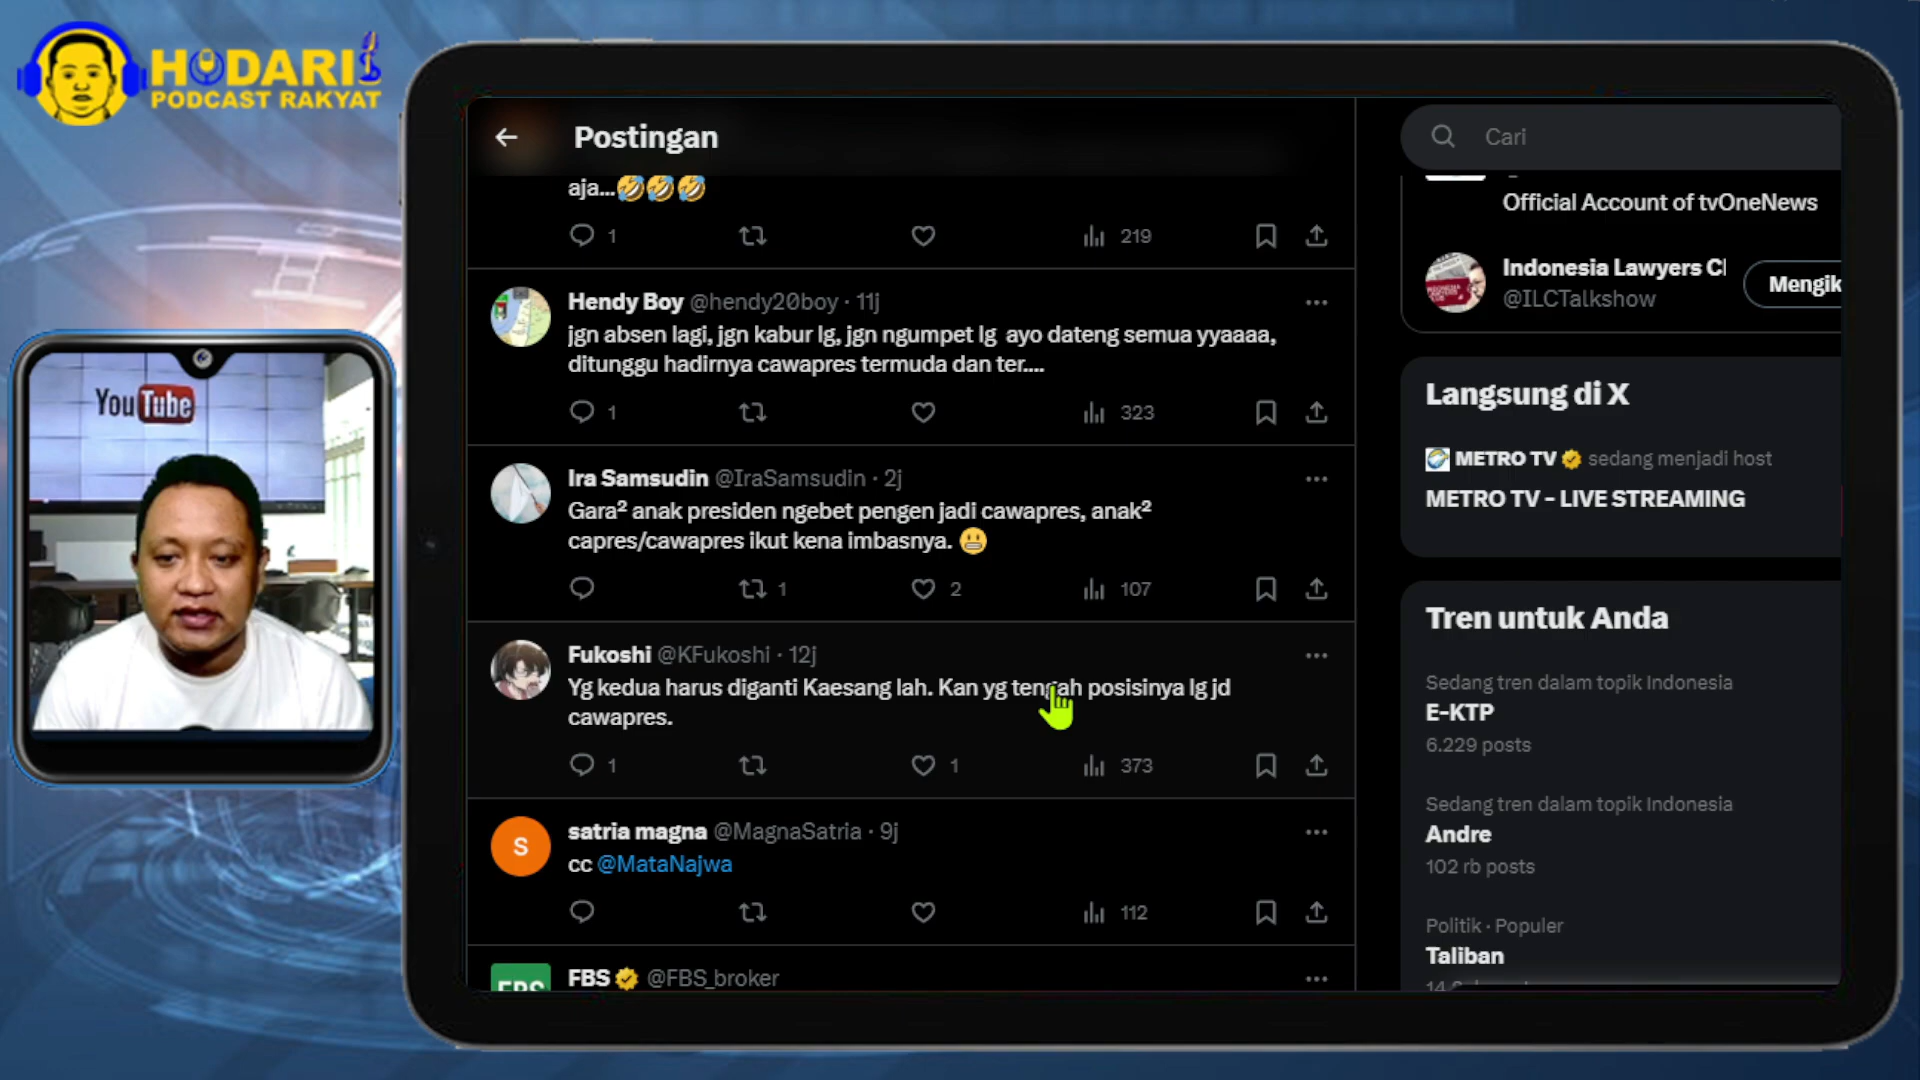 HODARI
PODCAST RAKYAT
YouTube
Postingan
aja...🤣🤣🤣
1
219
Hendy Boy @hendy20boy · 11j
jgn absen lagi, jgn kabur lg, jgn ngumpet lg ayo dateng semua yyaaaa,
ditunggu hadirnya cawapres termuda dan ter....
1
323
Ira Samsudin @IraSamsudin · 2j
Gara² anak presiden ngebet pengen jadi cawapres, anak²
capres/cawapres ikut kena imbasnya. 😬
1
2
107
Fukoshi @KFukoshi · 12j
Yg kedua harus diganti Kaesang lah. Kan yg tengah posisinya lg jd
cawapres.
1
1
373
S
satria magna @MagnaSatria · 9j
cc @MataNajwa
112
FBS
FBS @FBS_broker
Cari
Official Account of tvOneNews
Indonesia Lawyers Cl
@ILCTalkshow
Mengik
Langsung di X
METRO TV sedang menjadi host
METRO TV - LIVE STREAMING
Tren untuk Anda
Sedang tren dalam topik Indonesia
E-KTP
6.229 posts
Sedang tren dalam topik Indonesia
Andre
102 rb posts
Politik · Populer
Taliban